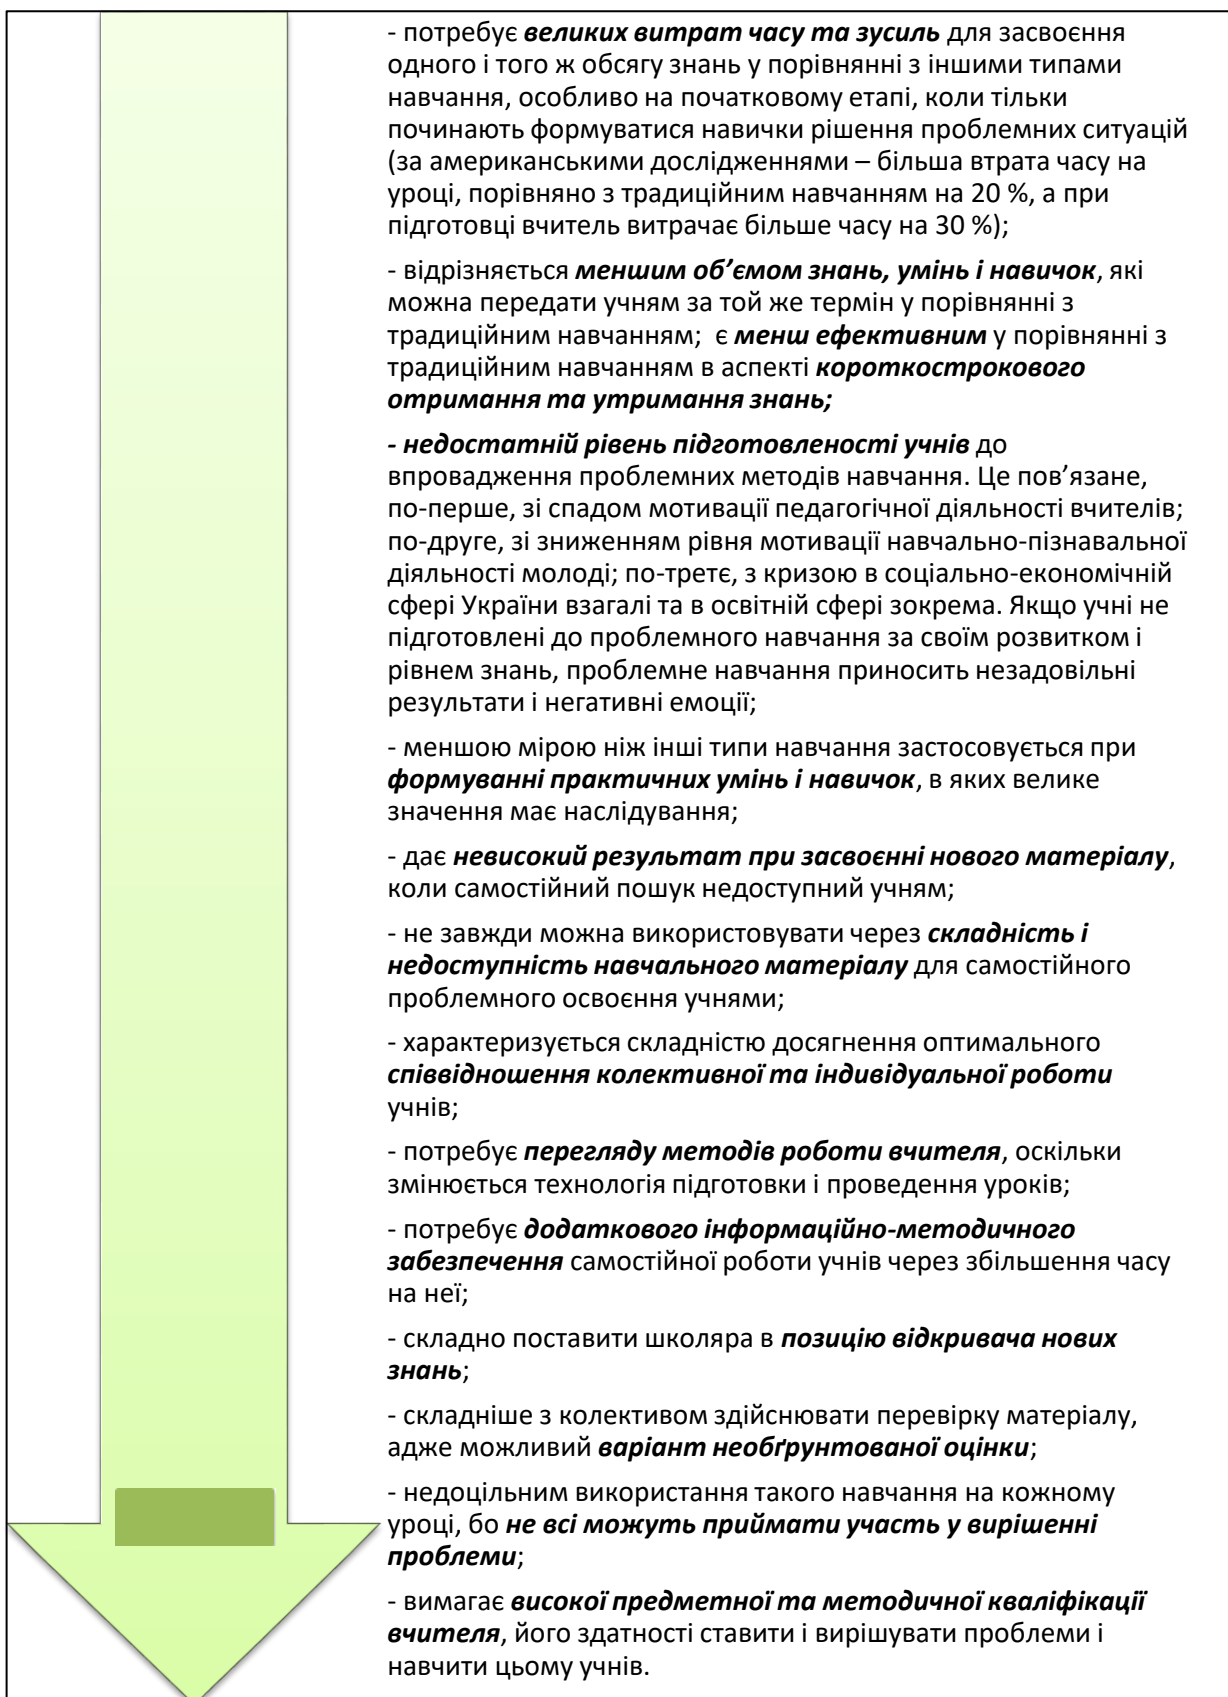 - потребує великих витрат часу та зусиль для засвоєння
одного і того ж обсягу знань у порівнянні з іншими типами
навчання, особливо на початковому етапі, коли тільки
починають формуватися навички рішення проблемних ситуацій
(за американськими дослідженнями – більша втрата часу на
уроці, порівняно з традиційним навчанням на 20 %, а при
підготовці вчитель витрачає більше часу на 30 %);
- відрізняється меншим об’ємом знань, умінь і навичок, які
можна передати учням за той же термін у порівнянні з
традиційним навчанням; є менш ефективним у порівнянні з
традиційним навчанням в аспекті короткострокового
отримання та утримання знань;
- недостатній рівень підготовленості учнів до
впровадження проблемних методів навчання. Це пов’язане,
по-перше, зі спадом мотивації педагогічної діяльності вчителів;
по-друге, зі зниженням рівня мотивації навчально-пізнавальної
діяльності молоді; по-третє, з кризою в соціально-економічній
сфері України взагалі та в освітній сфері зокрема. Якщо учні не
підготовлені до проблемного навчання за своїм розвитком і
рівнем знань, проблемне навчання приносить незадовільні
результати і негативні емоції;
- меншою мірою ніж інші типи навчання застосовується при
формуванні практичних умінь і навичок, в яких велике
значення має наслідування;
- дає невисокий результат при засвоєнні нового матеріалу,
коли самостійний пошук недоступний учням;
- не завжди можна використовувати через складність і
недоступність навчального матеріалу для самостійного
проблемного освоєння учнями;
- характеризується складністю досягнення оптимального
співвідношення колективної та індивідуальної роботи
учнів;
- потребує перегляду методів роботи вчителя, оскільки
змінюється технологія підготовки і проведення уроків;
- потребує додаткового інформаційно-методичного
забезпечення самостійної роботи учнів через збільшення часу
на неї;
- складно поставити школяра в позицію відкривача нових
знань;
- складніше з колективом здійснювати перевірку матеріалу,
адже можливий варіант необґрунтованої оцінки;
- недоцільним використання такого навчання на кожному
уроці, бо не всі можуть приймати участь у вирішенні
проблеми;
- вимагає високої предметної та методичної кваліфікації
вчителя, його здатності ставити і вирішувати проблеми і
навчити цьому учнів.